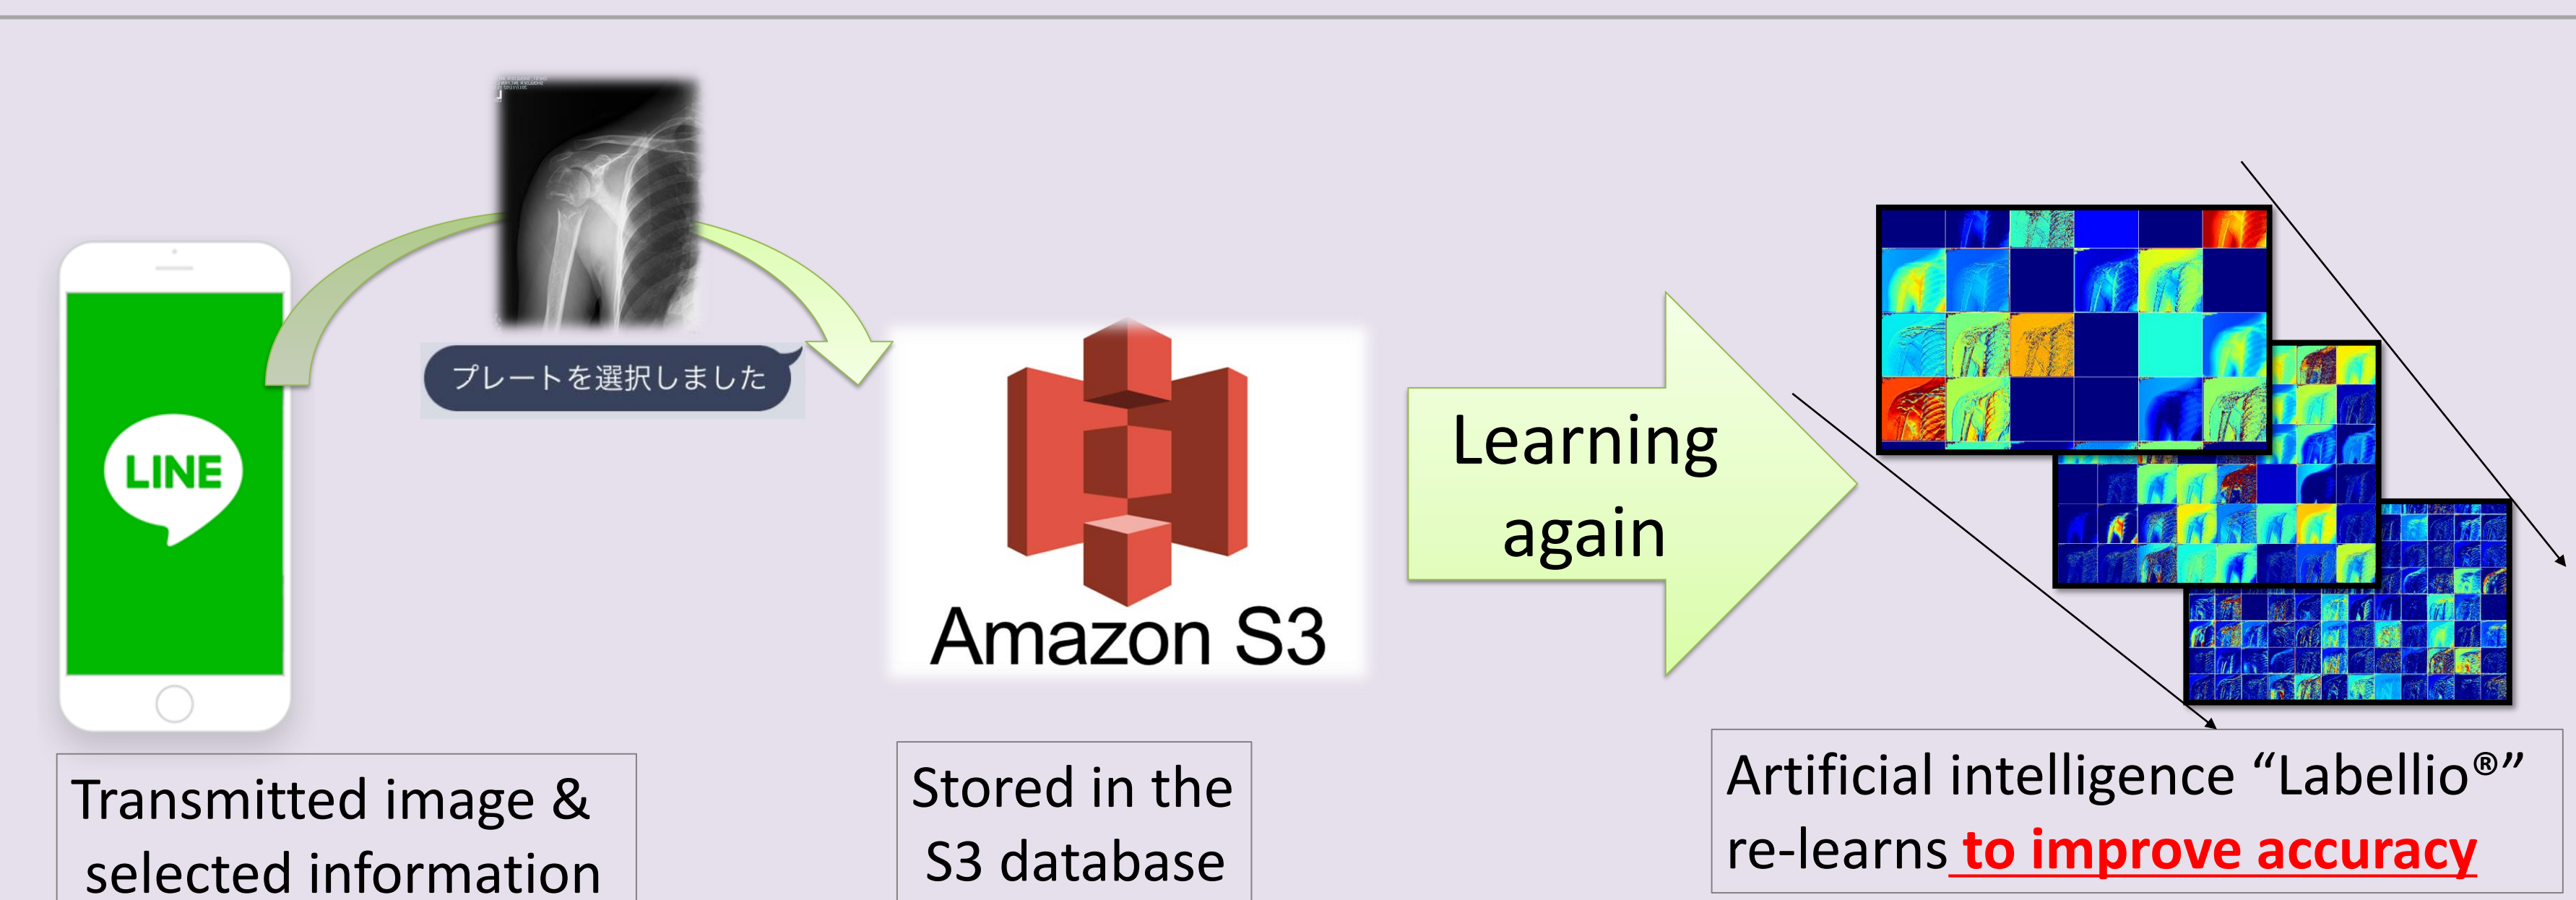 LINE
プレートを選択しました
Amazon S3
Learning
again
Transmitted image &
selected information
Stored in the
S3 database
Artificial intelligence “Labellio®”
re-learns to improve accuracy